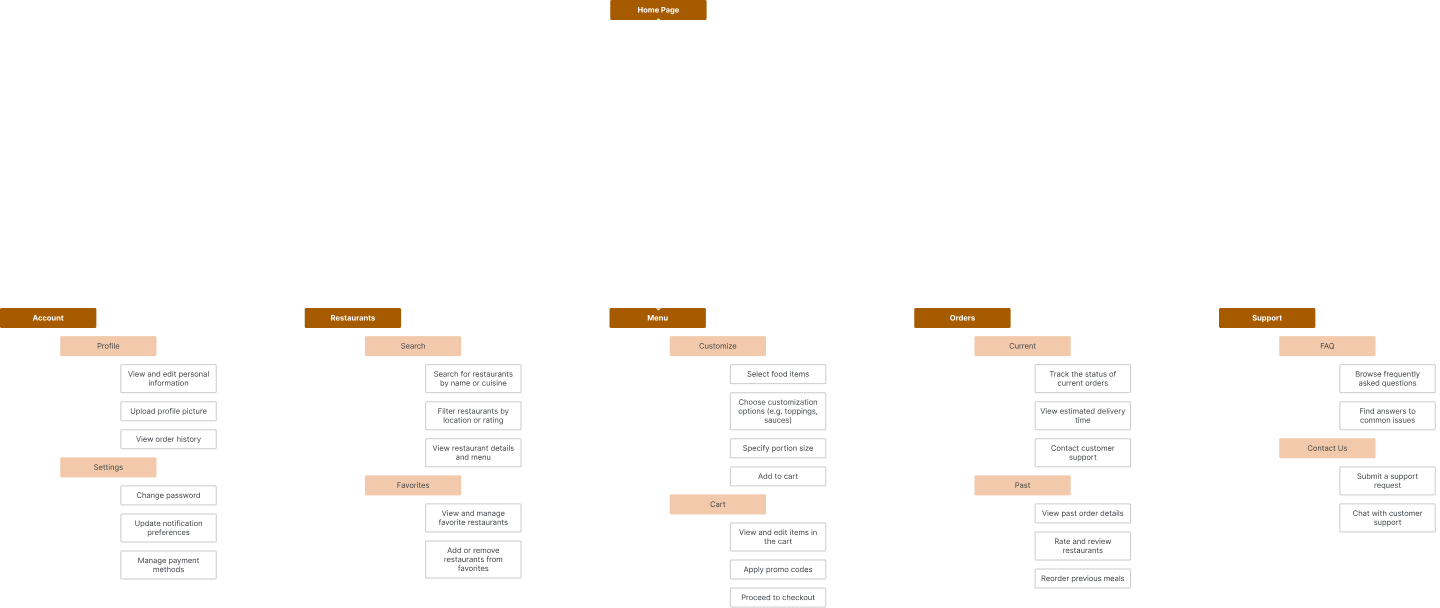 Home Page
Account
Profile
View and edit personal
information
Upload profile picture
View order history
Settings
Change password
Update notification
preferences
Manage payment
methods
Restaurants
Search
Search for restaurants
by name or cuisine
Filter restaurants by
location or rating
View restaurant details
and menu
Favorites
View and manage
favorite restaurants
Add or remove
restaurants from
favorites
Menu
Customize
Select food items
Choose customization
options (e.g. toppings,
sauces)
Specify portion size
Add to cart
Cart
View and edit items in
the cart
Apply promo codes
Proceed to checkout
Orders
Current
Track the status of
current orders
View estimated delivery
time
Contact customer
support
Past
View past order details
Rate and review
restaurants
Reorder previous meals
Support
FAQ
Browse frequently
asked questions
Find answers to
common issues
Contact Us
Submit a support
request
Chat with customer
support